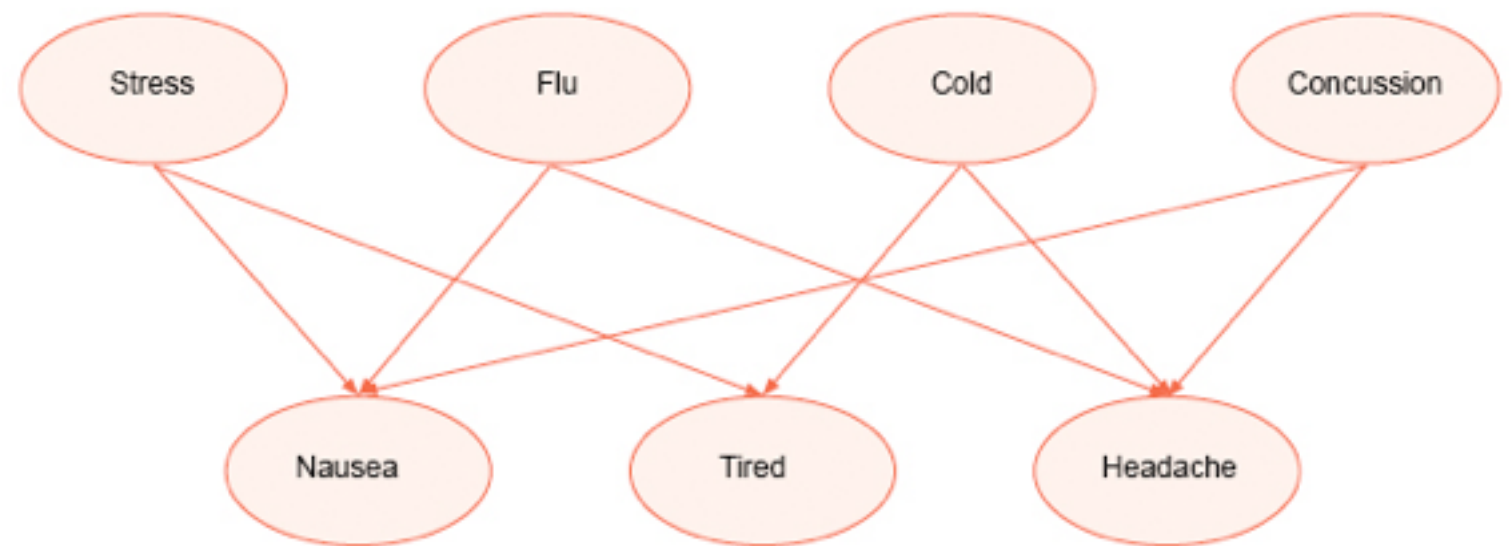 Stress
Flu
Cold
Concussion
Nausea
Tired
Headache